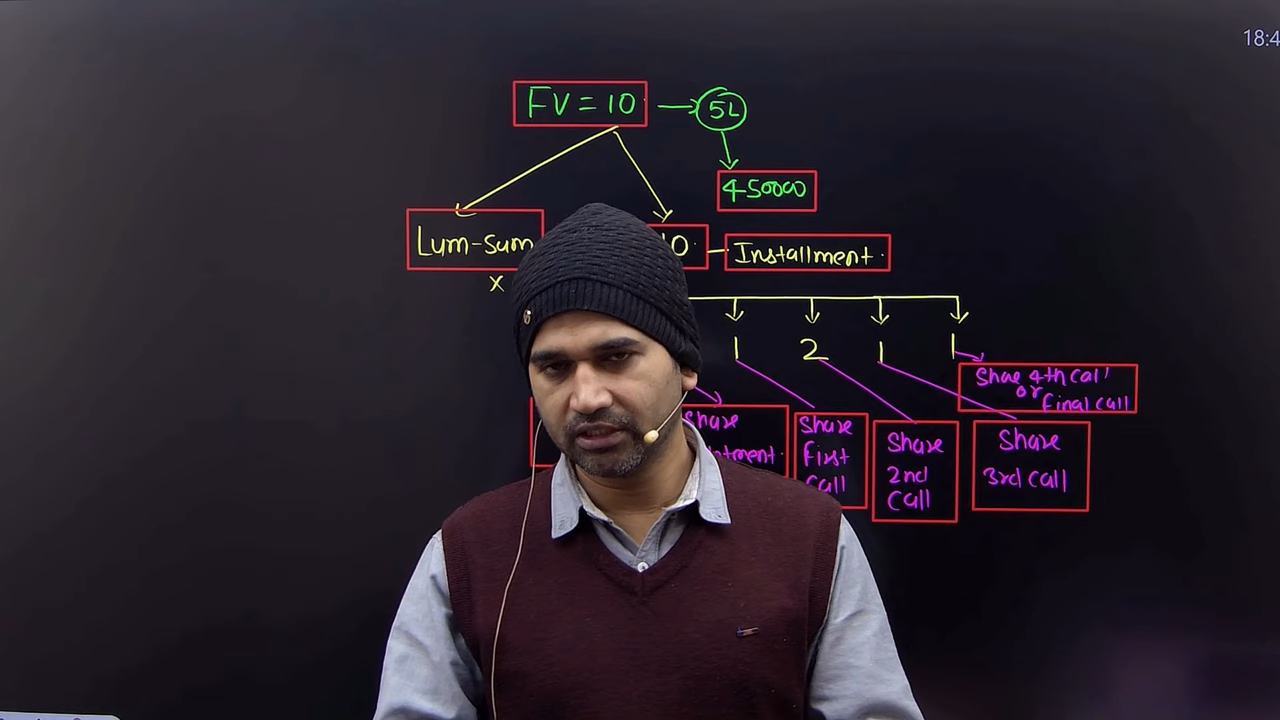 18:4
FV = 10
5L
450000
Lum-Sum
10
Installment
x
1
2
1
1
Share 4th Call
or
final call
Share
Share
first
call
Share
2nd
call
Share
3rd call